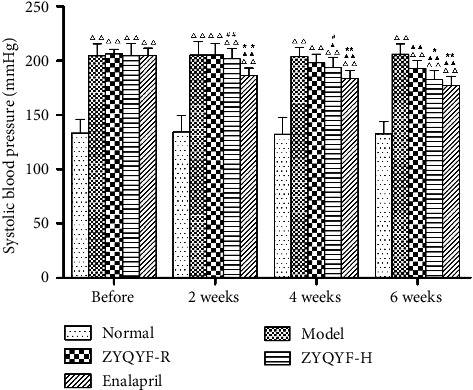 250
200
150
100
50
0
Systolic blood pressure (mmHg)
Before
2 weeks
4 weeks
6 weeks
Normal
Model
ZYQYF-R
ZYQYF-H
Enalapril